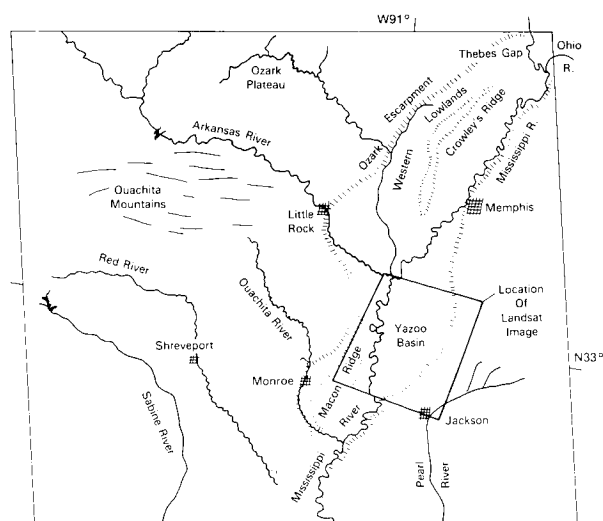 W91°
Ohio
R.
Thebes Gap
Ozark
Plateau
Escarpment
Lowlands
Crowley's Ridge
Mississippi R.
Arkansas River
Ozark
Western
Ouachita
Mountains
Little
Rock
Memphis
Red River
Ouachita River
Location
Of
Landsat
Image
Yazoo
Basin
Shreveport
N33°
Monroe
Macon Ridge
Sabine River
Jackson
Mississippi River
Pearl
River